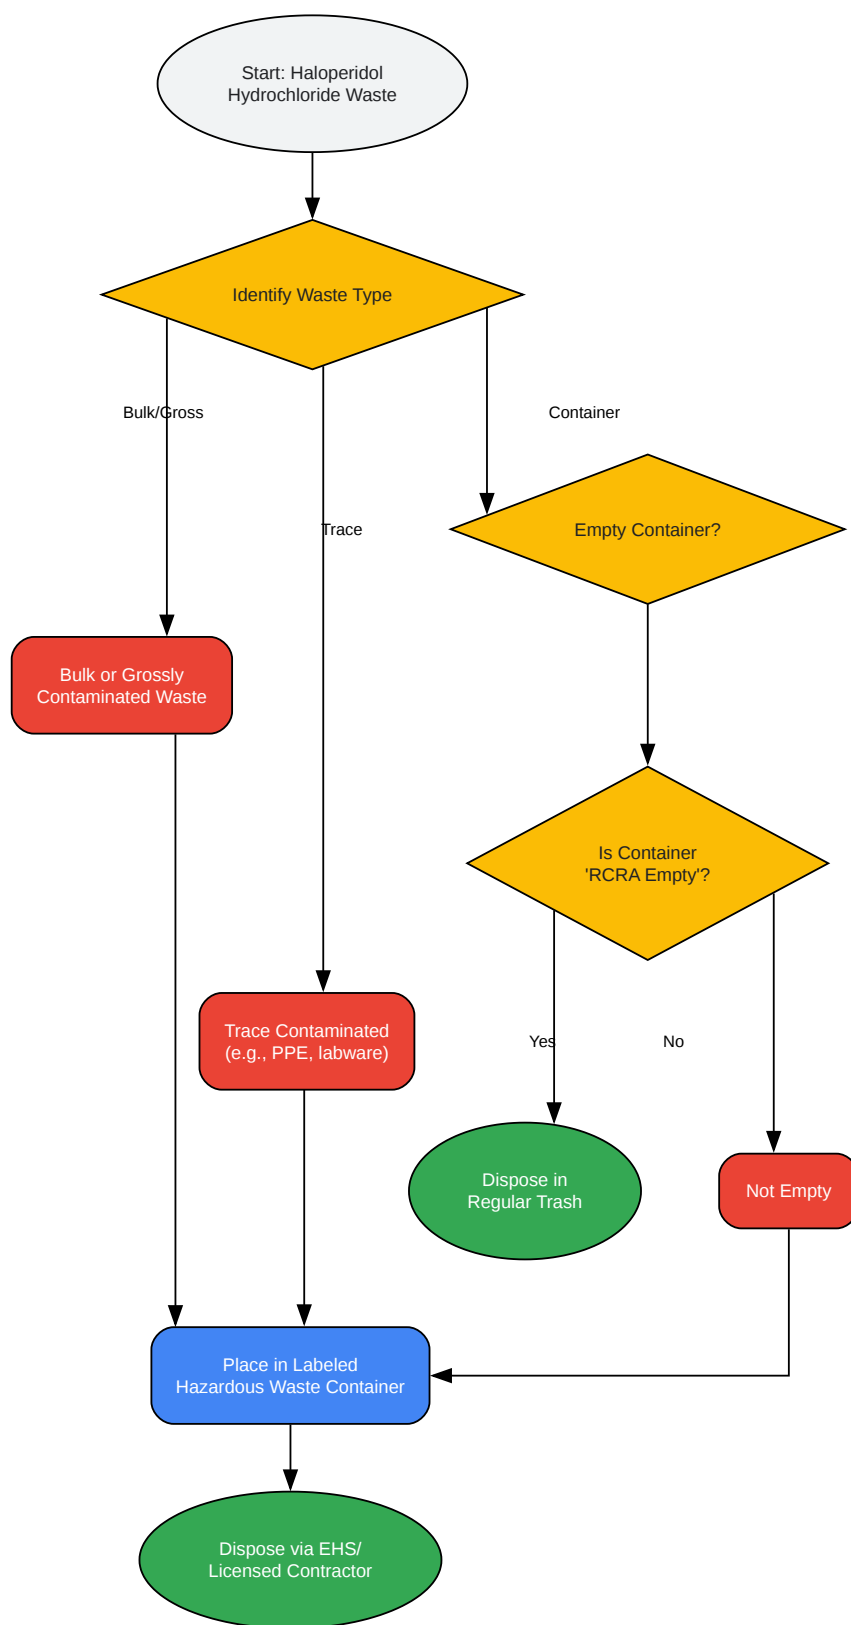 Start: Haloperidol
Hydrochloride Waste
Identify Waste Type
Bulk/Gross
Container
Trace
Empty Container?
Bulk or Grossly
Contaminated Waste
Is Container
'RCRA Empty'?
Trace Contaminated
(e.g., PPE, labware)
Yes
No
Dispose in
Regular Trash
Not Empty
Place in Labeled
Hazardous Waste Container
Dispose via EHS/
Licensed Contractor